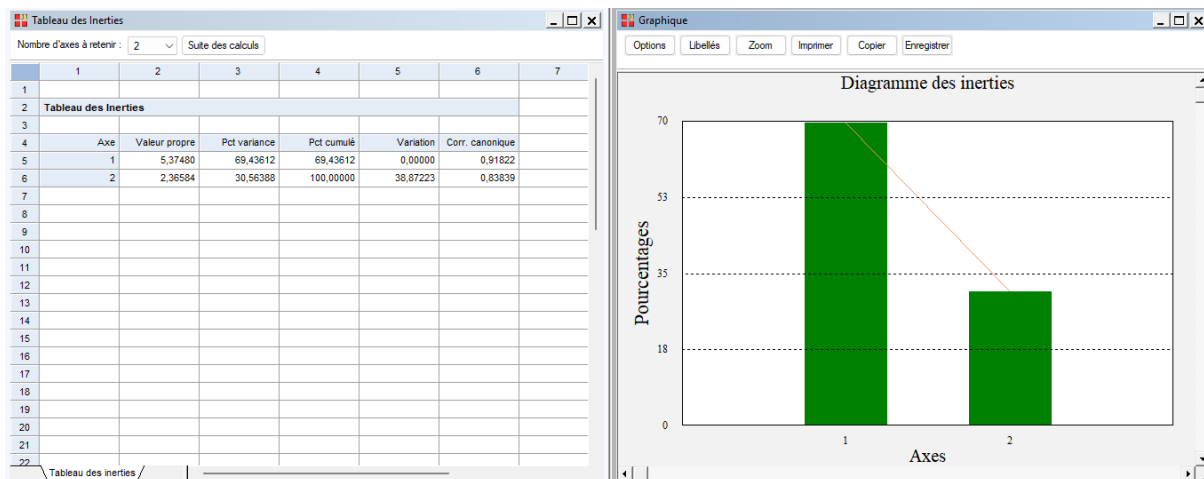 Tableau des Inerties
Nombre d'axes à retenir : 2 Suite des calculs
1 2 3 4 5 6 7
1
2 Tableau des Inerties
3
4 Axe Valeur propre Pct variance Pct cumulé Variation Corr. canonique
5 1 5,37480 69,43612 69,43612 0,00000 0,91822
6 2 2,36584 30,56388 100,00000 38,87223 0,83839
7
8
9
10
11
12
13
14
15
16
17
18
19
20
21
22
Tableau des inerties
Graphique
Options Libellés Zoom Imprimer Copier Enregistrer
Diagramme des inerties
70
53
35
18
0
Pourcentages
1 2
Axes